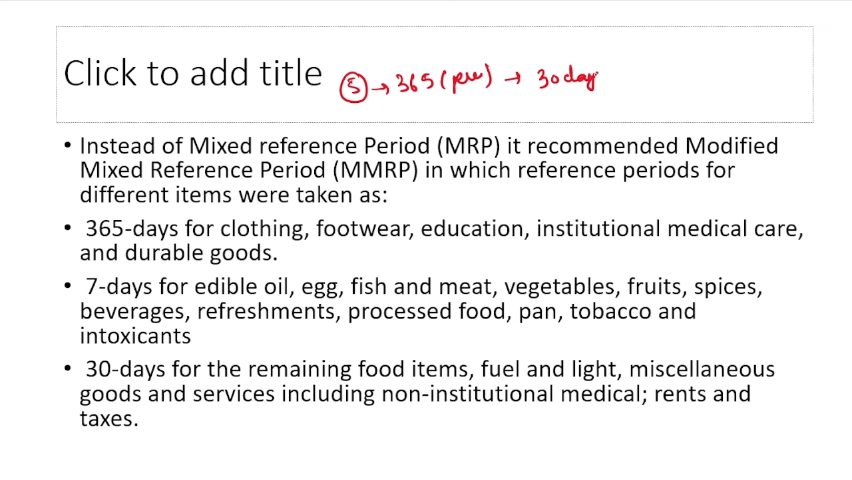 Click to add title 5 → 365 (pre) → 30 day
• Instead of Mixed reference Period (MRP) it recommended Modified
Mixed Reference Period (MMRP) in which reference periods for
different items were taken as:
• 365-days for clothing, footwear, education, institutional medical care,
and durable goods.
• 7-days for edible oil, egg, fish and meat, vegetables, fruits, spices,
beverages, refreshments, processed food, pan, tobacco and
intoxicants
• 30-days for the remaining food items, fuel and light, miscellaneous
goods and services including non-institutional medical; rents and
taxes.